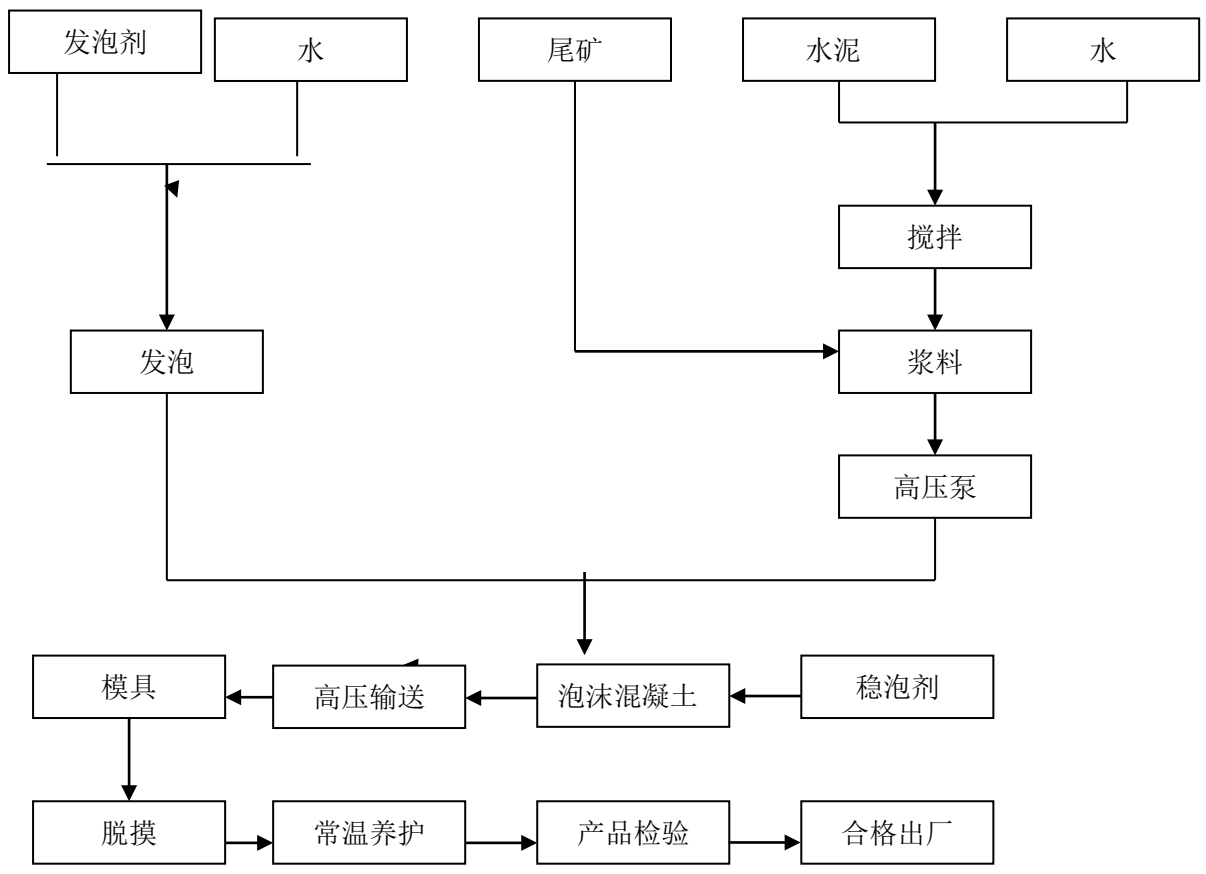 发泡剂
水
尾矿
水泥
水
搅拌
发泡
浆料
高压泵
模具
高压输送
泡沫混凝土
稳泡剂
脱摸
常温养护
产品检验
合格出厂